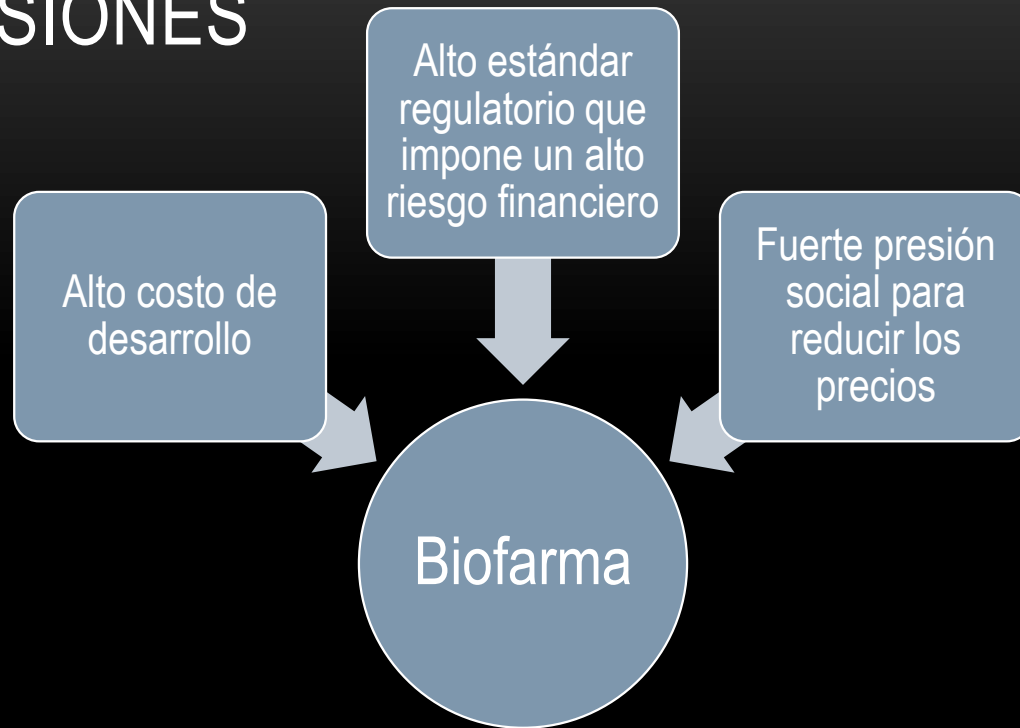 SIONES
Alto estándar
regulatorio que
impone un alto
riesgo financiero
Alto costo de
desarrollo
Fuerte presión
social para
reducir los
precios
Biofarma